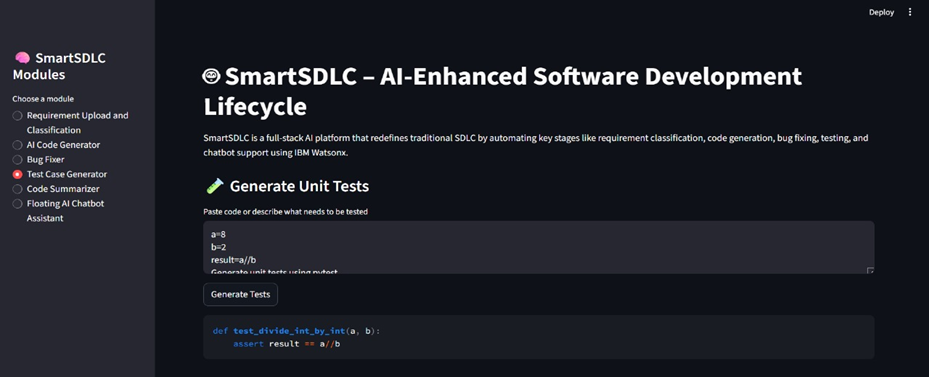 Deploy
SmartSDLC
Modules
Choose a module
Requirement Upload and
Classification
AI Code Generator
Bug Fixer
Test Case Generator
Code Summarizer
Floating AI Chatbot
Assistant
SmartSDLC – AI-Enhanced Software Development
Lifecycle
SmartSDLC is a full-stack AI platform that redefines traditional SDLC by automating key stages like requirement classification, code generation, bug fixing, testing, and
chatbot support using IBM Watsonx.
Generate Unit Tests
Paste code or describe what needs to be tested
a=8
b=2
result=a//b
Generate unit tests using pytest
Generate Tests
def test_divide_int_by_int(a, b):
assert result == a//b